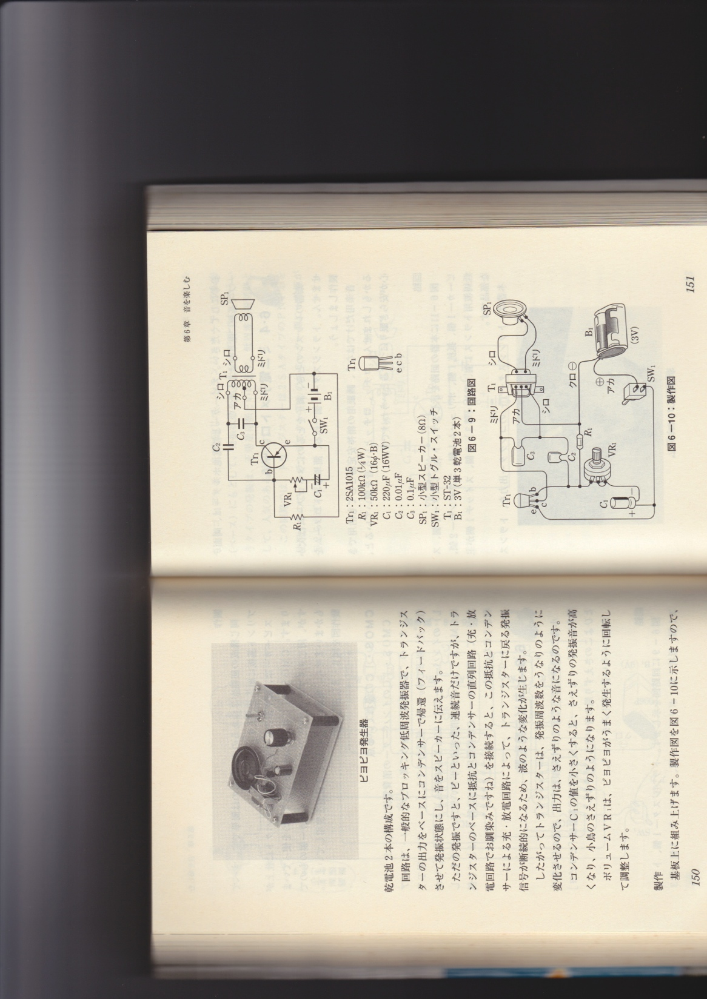 ピヨピヨ発生器
乾電池2本の構成です。
回路は、一般的なブロッキング低周波発振器で、トランジス
ターの出力をベースにコンデンサーで帰還（フィードバック）
させて発振状態にし、音をスピーカーに伝えます。
ただの発振ですと、ピーといった、連続音だけですが、トラ
ンジスターのベースに抵抗とコンデンサーの直列回路（充・放
電回路でお馴染みですね）を接続すると、この抵抗とコンデン
サーによる充・放電回路によって、トランジスターに戻る発振
信号が断続的になるため、波のような変化が生じます。
したがってトランジスターは、発振周波数をうなりのように
変化させるので、出力は、さえずりのような音になるのです。
コンデンサーC₁の値を小さくすると、さえずりの発振音が高
くなり、小鳥のさえずりのようになります。
ボリュームVR₁は、ピヨピヨがうまく発生するように回転し
て調整します。
製作
基板上に組み上げます。製作図を図6-10に示しますので、
150
第6章 音を楽しむ
C₂
C₃
シロ
アカ
ミドリ
T₁
シロ
ミドリ
SP₁
Tr₁
b
c
e
R₁
VR₁
C₁
−
+
SW₁
+
−
B₁
Tr₁：2SA1015
R₁：100kΩ(¼W)
VR₁：50kΩ (16φ･B)
C₁：220μF (16WV)
C₂：0.01μF
C₃：0.1μF
SP₁：小型スピーカー(8Ω)
SW₁：小型トグル・スイッチ
T₁：ST-32
B₁：3V(単3乾電池2本)
Tr₁
e c b
図6-9：回路図
Tr₁
e
c
b
C₃
C₂
ミドリ
アカ
シロ
T₁
シロ
ミドリ
SP₁
R₁
VR₁
C₁
+
−
クロ⊖
⊕
アカ
B₁
(3V)
SW₁
図6-10：製作図
151